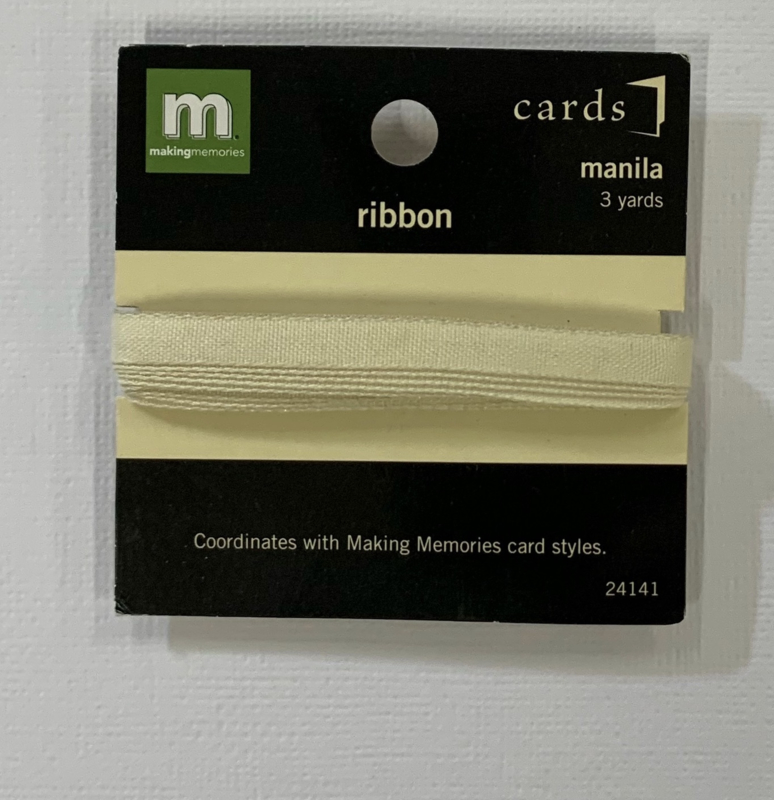 m
makingmemories
cards
manila
3 yards
ribbon
Coordinates with Making Memories card styles.
24141